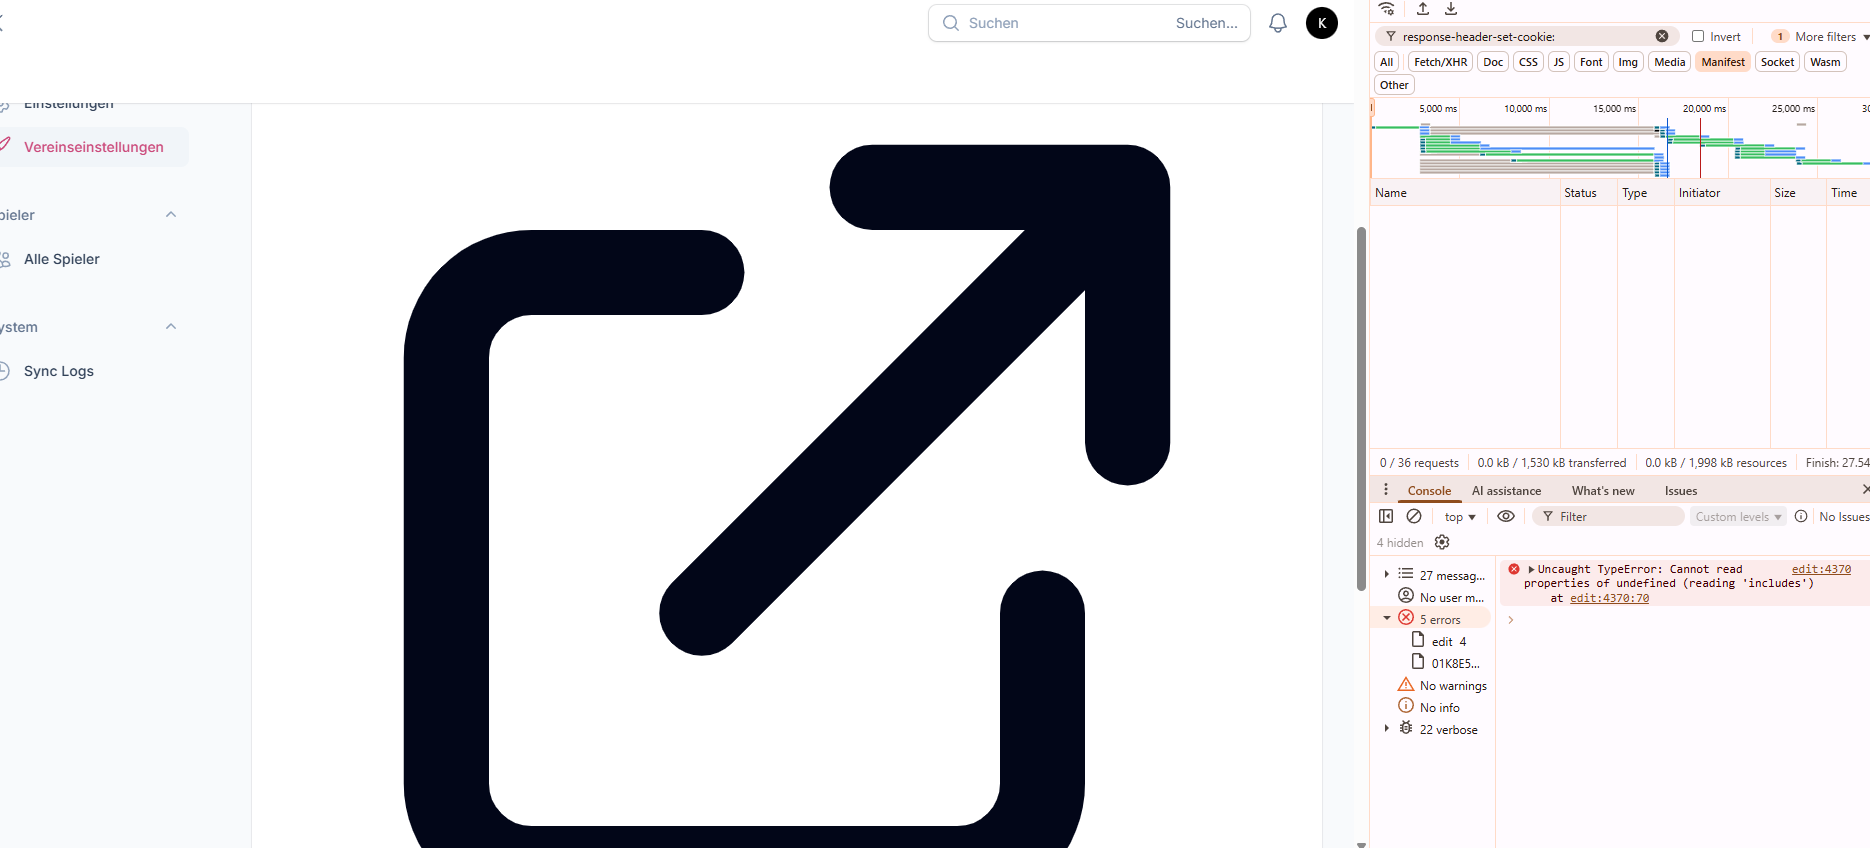 Suchen
Suchen...
K
Einstellungen
Vereinseinstellungen
pieler
Alle Spieler
ystem
Sync Logs
response-header-set-cookie:
Invert
1
More filters
All
Fetch/XHR
Doc
CSS
JS
Font
Img
Media
Manifest
Socket
Wasm
Other
5,000 ms
10,000 ms
15,000 ms
20,000 ms
25,000 ms
30
Name
Status
Type
Initiator
Size
Time
0 / 36 requests
0.0 kB / 1,530 kB transferred
0.0 kB / 1,998 kB resources
Finish: 27.54
Console
AI assistance
What's new
Issues
top
Filter
Custom levels
No Issues
4 hidden
27 messag...
No user m...
5 errors
edit 4
01K8E5...
No warnings
No info
22 verbose
Uncaught TypeError: Cannot read edit:4370
properties of undefined (reading 'includes')
at edit:4370:70